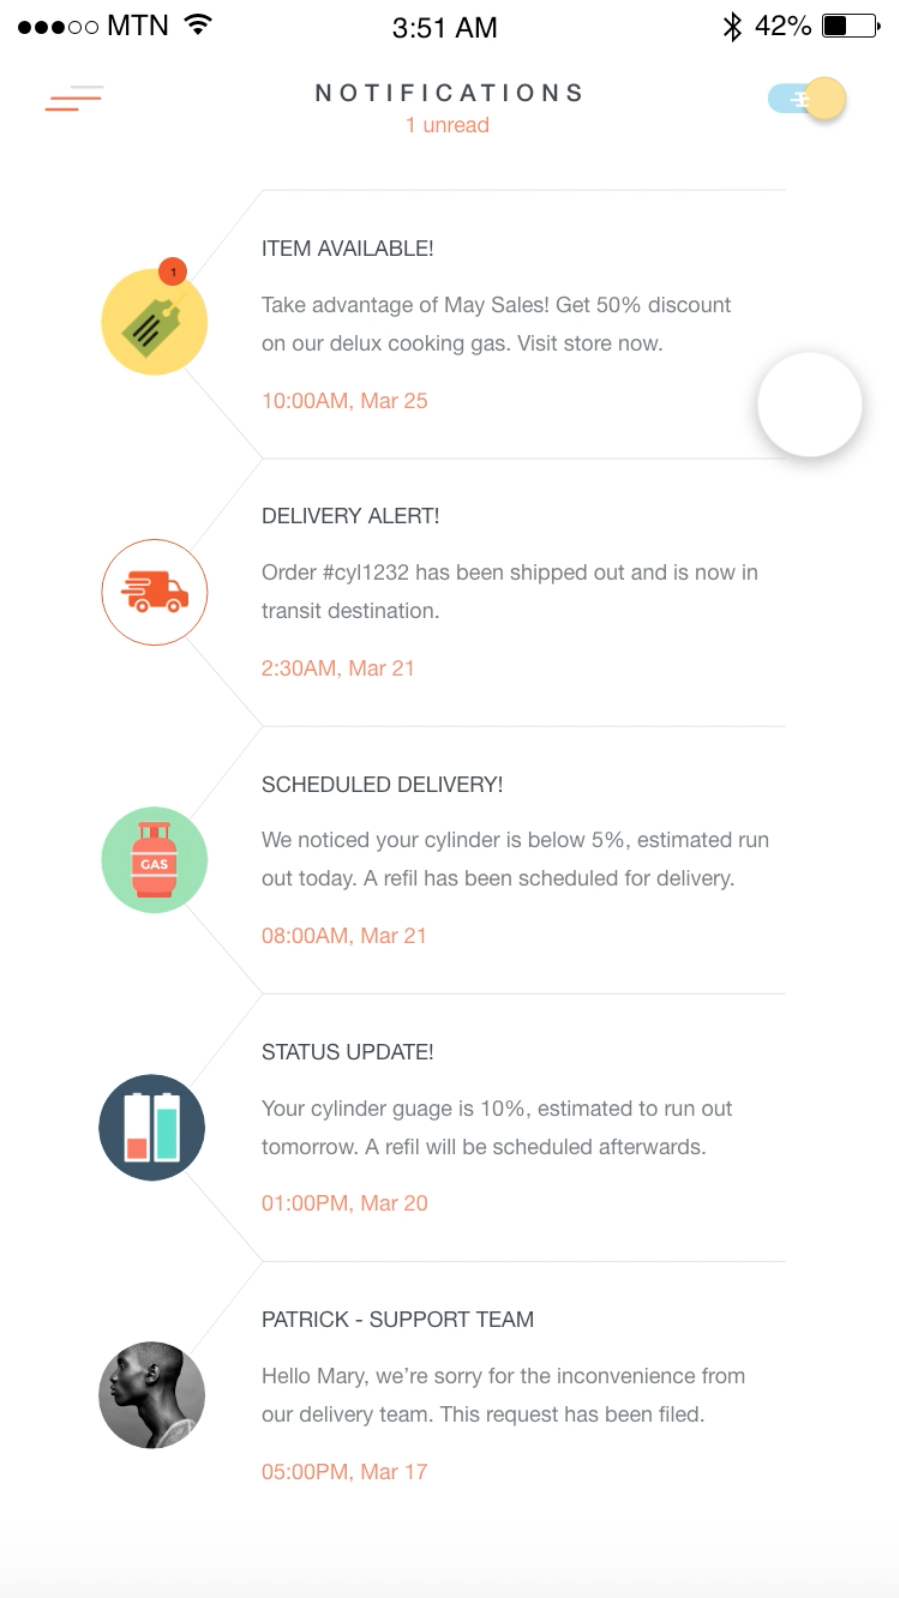 MTN
3:51 AM
42%
NOTIFICATIONS
1 unread
1
ITEM AVAILABLE!
Take advantage of May Sales! Get 50% discount
on our delux cooking gas. Visit store now.
10:00AM, Mar 25
DELIVERY ALERT!
Order #cyl1232 has been shipped out and is now in
transit destination.
2:30AM, Mar 21
SCHEDULED DELIVERY!
GAS
We noticed your cylinder is below 5%, estimated run
out today. A refil has been scheduled for delivery.
08:00AM, Mar 21
STATUS UPDATE!
Your cylinder guage is 10%, estimated to run out
tomorrow. A refil will be scheduled afterwards.
01:00PM, Mar 20
PATRICK - SUPPORT TEAM
Hello Mary, we're sorry for the inconvenience from
our delivery team. This request has been filed.
05:00PM, Mar 17